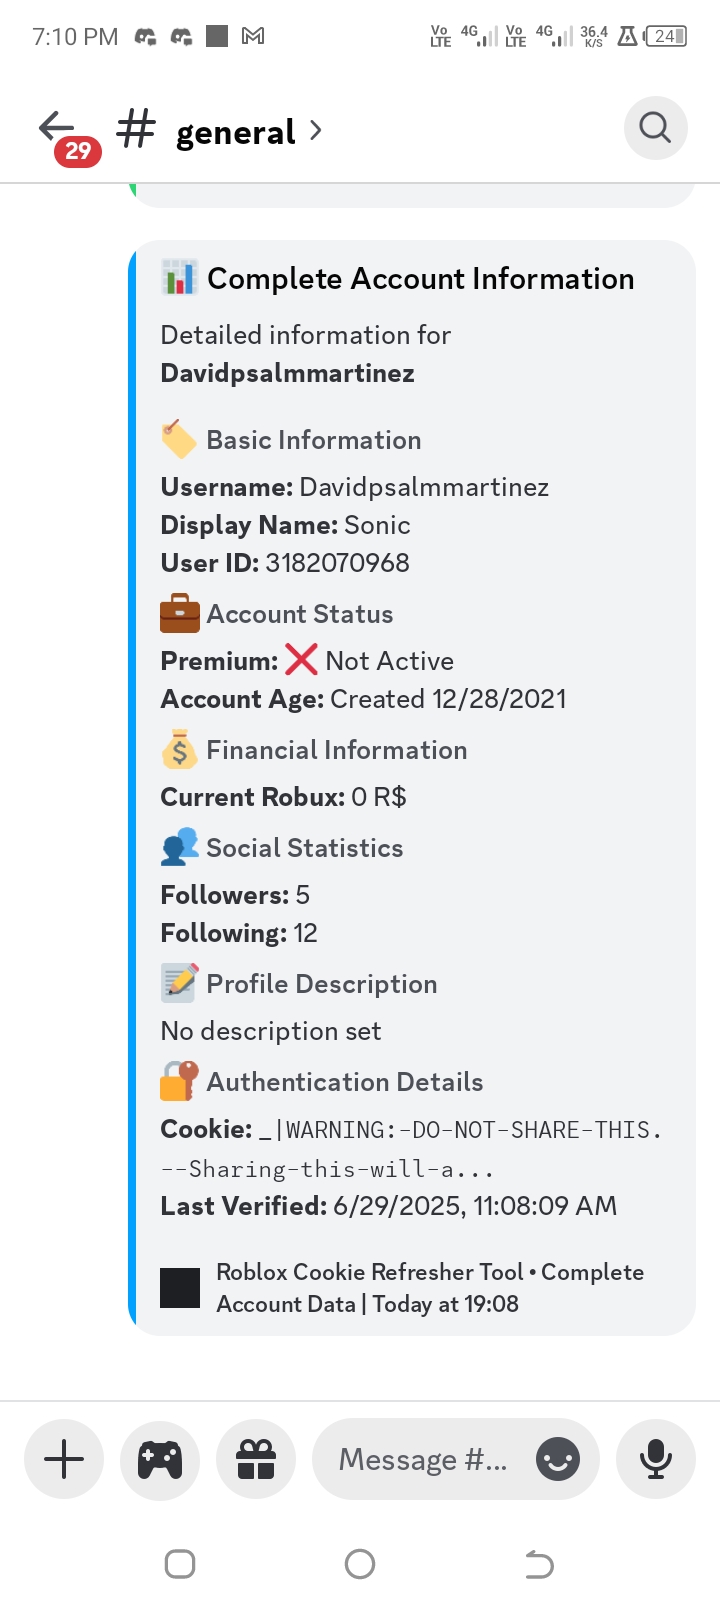 7:10 PM Vo LTE 4G Vo LTE 4G 36.4 K/S 24
29 # general
Complete Account Information
Detailed information for
Davidpsalmmartinez
Basic Information
Username: Davidpsalmmartinez
Display Name: Sonic
User ID: 3182070968
Account Status
Premium: ❌ Not Active
Account Age: Created 12/28/2021
Financial Information
Current Robux: 0 R$
Social Statistics
Followers: 5
Following: 12
Profile Description
No description set
Authentication Details
Cookie: _|WARNING:-DO-NOT-SHARE-THIS.
--Sharing-this-will-a...
Last Verified: 6/29/2025, 11:08:09 AM
Roblox Cookie Refresher Tool • Complete
Account Data | Today at 19:08
Message #...